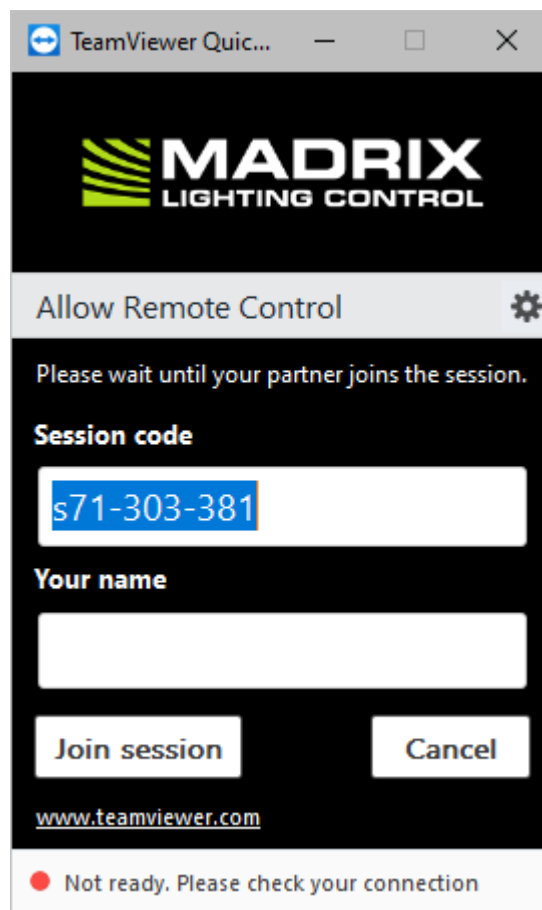 TeamViewer Quic...
MADRIX
LIGHTING CONTROL
Allow Remote Control
Please wait until your partner joins the session.
Session code
s71-303-381
Your name
Join session
Cancel
www.teamviewer.com
Not ready. Please check your connection